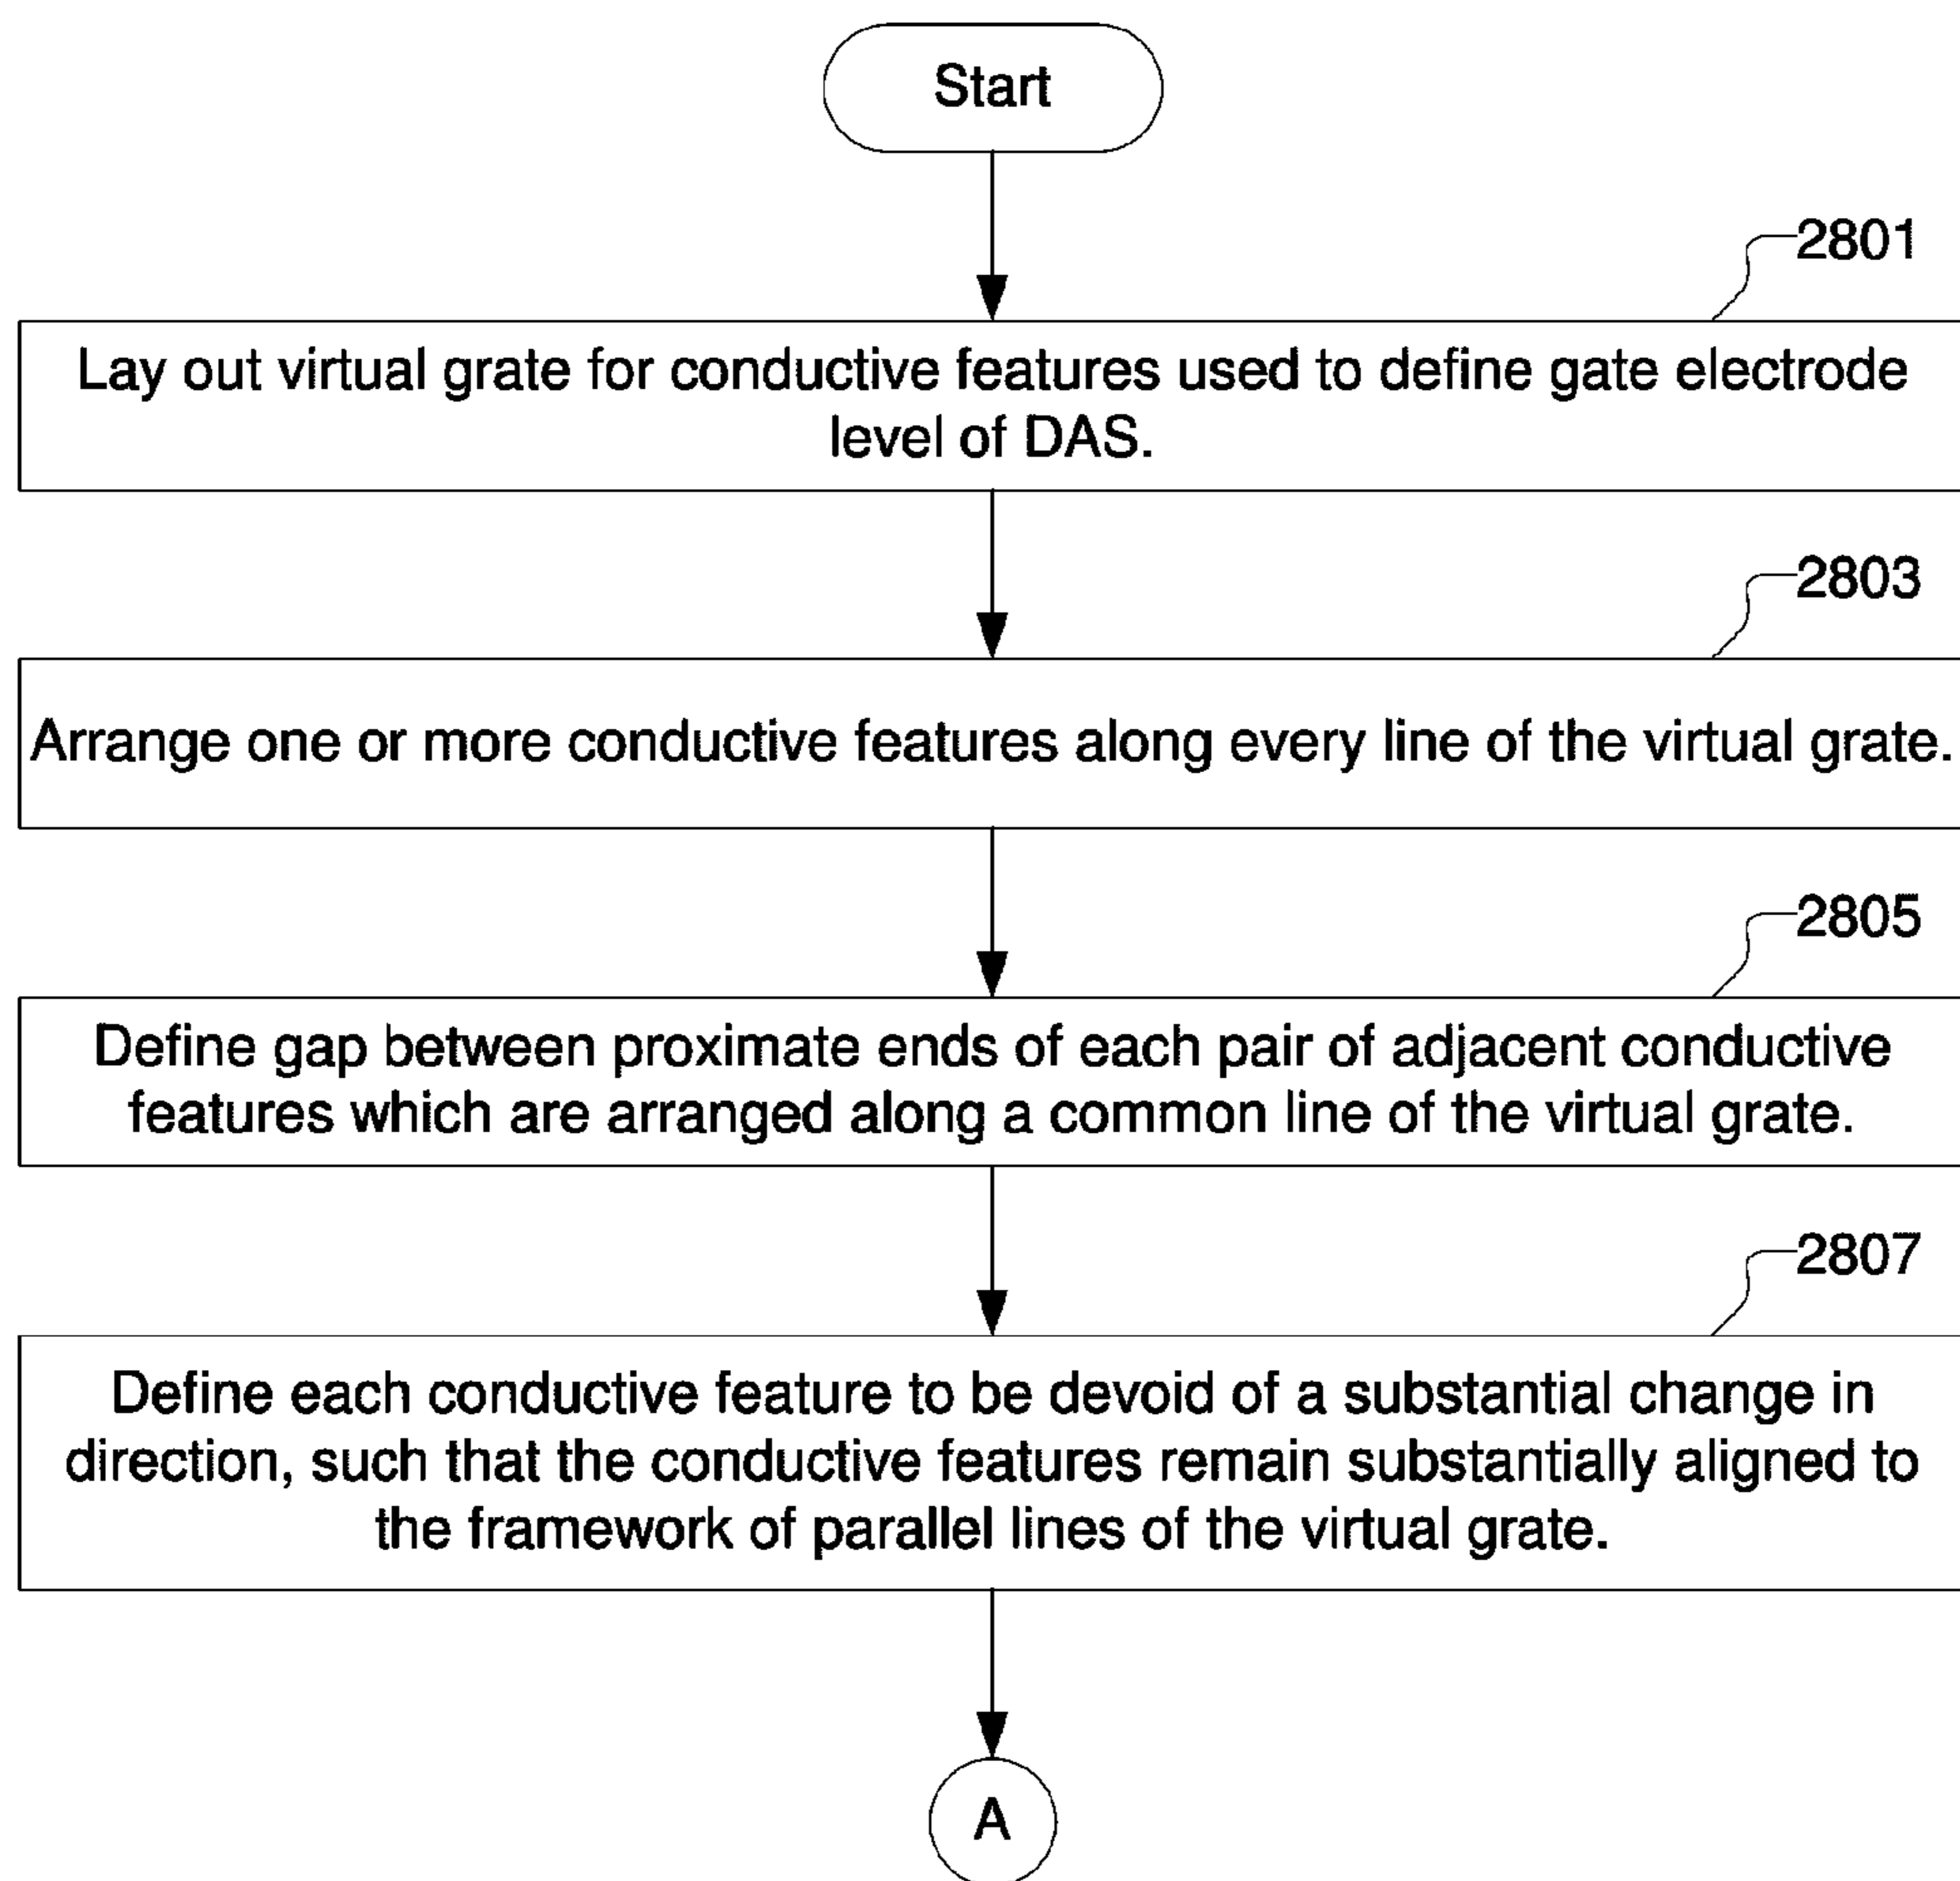 Start
2801
Lay out virtual grate for conductive features used to define gate electrode
level of DAS.
2803
Arrange one or more conductive features along every line of the virtual grate.
2805
Define gap between proximate ends of each pair of adjacent conductive
features which are arranged along a common line of the virtual grate.
2807
Define each conductive feature to be devoid of a substantial change in
direction, such that the conductive features remain substantially aligned to
the framework of parallel lines of the virtual grate.
A